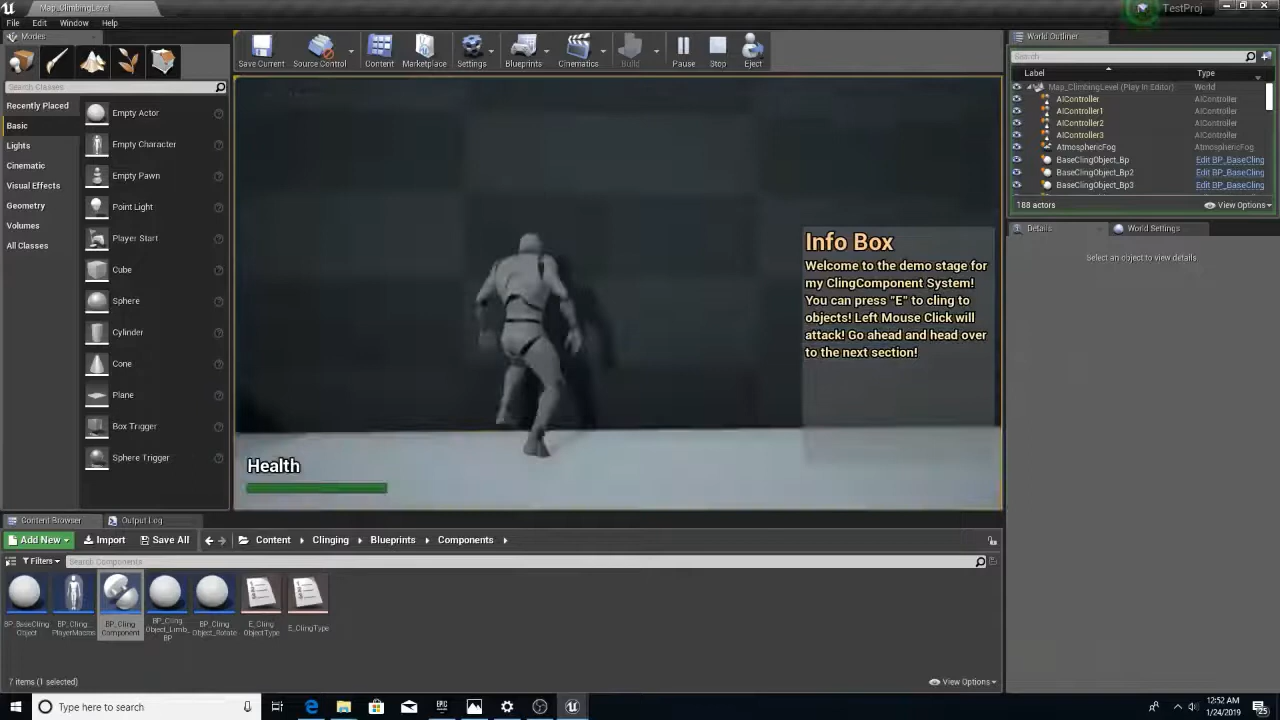 Map_ClimbingLevel
TestProj
File Edit Window Help
Modes
Search Classes
Recently Placed
Basic
Lights
Cinematic
Visual Effects
Geometry
Volumes
All Classes
Empty Actor
Empty Character
Empty Pawn
Point Light
Player Start
Cube
Sphere
Cylinder
Cone
Plane
Box Trigger
Sphere Trigger
Save Current Source Control Content Marketplace Settings Blueprints Cinematics Build Pause Stop Eject
Info Box
Welcome to the demo stage for
my ClingComponent System!
You can press "E" to cling to
objects! Left Mouse Click will
attack! Go ahead and head over
to the next section!
Health
World Outliner
Search
Label Type
Map_ClimbingLevel (Play In Editor) World
AIController AIController
AIController1 AIController
AIController2 AIController
AIController3 AIController
AtmosphericFog AtmosphericFog
BaseClingObject_Bp Edit BP_BaseCling
BaseClingObject_Bp2 Edit BP_BaseCling
BaseClingObject_Bp3 Edit BP_BaseCling
188 actors View Options
Details World Settings
Select an object to view details.
Content Browser Output Log
Add New Import Save All Content Clinging Blueprints Components
Filters Search Components
BP_BaseCling
Object
BP_Cling_
PlayerMacros
BP_Cling
Component
BP_Cling
Object_Limb_
BP
BP_Cling
Object_Rotate
E_Cling
ObjectType
E_ClingType
7 items (1 selected) View Options
Type here to search
EPIC
12:52 AM
1/24/2019
25